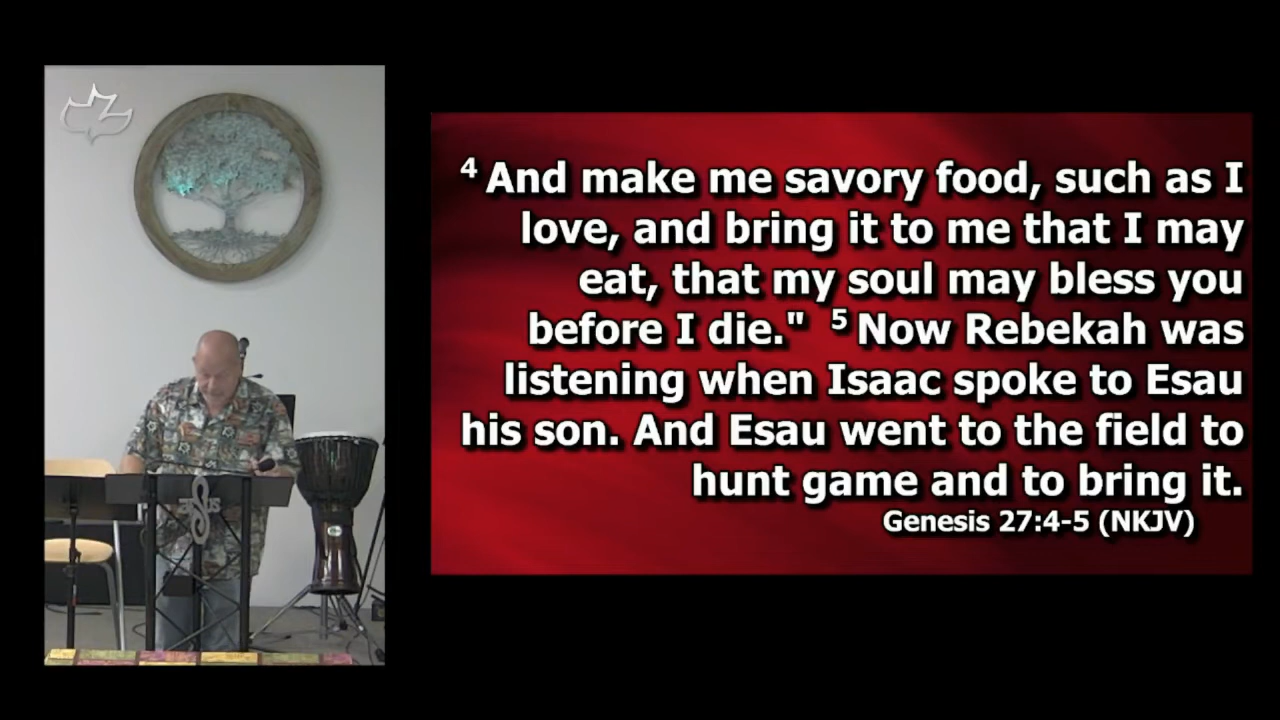 ⁴ And make me savory food, such as I
love, and bring it to me that I may
eat, that my soul may bless you
before I die." ⁵ Now Rebekah was
listening when Isaac spoke to Esau
his son. And Esau went to the field to
hunt game and to bring it.
Genesis 27:4-5 (NKJV)